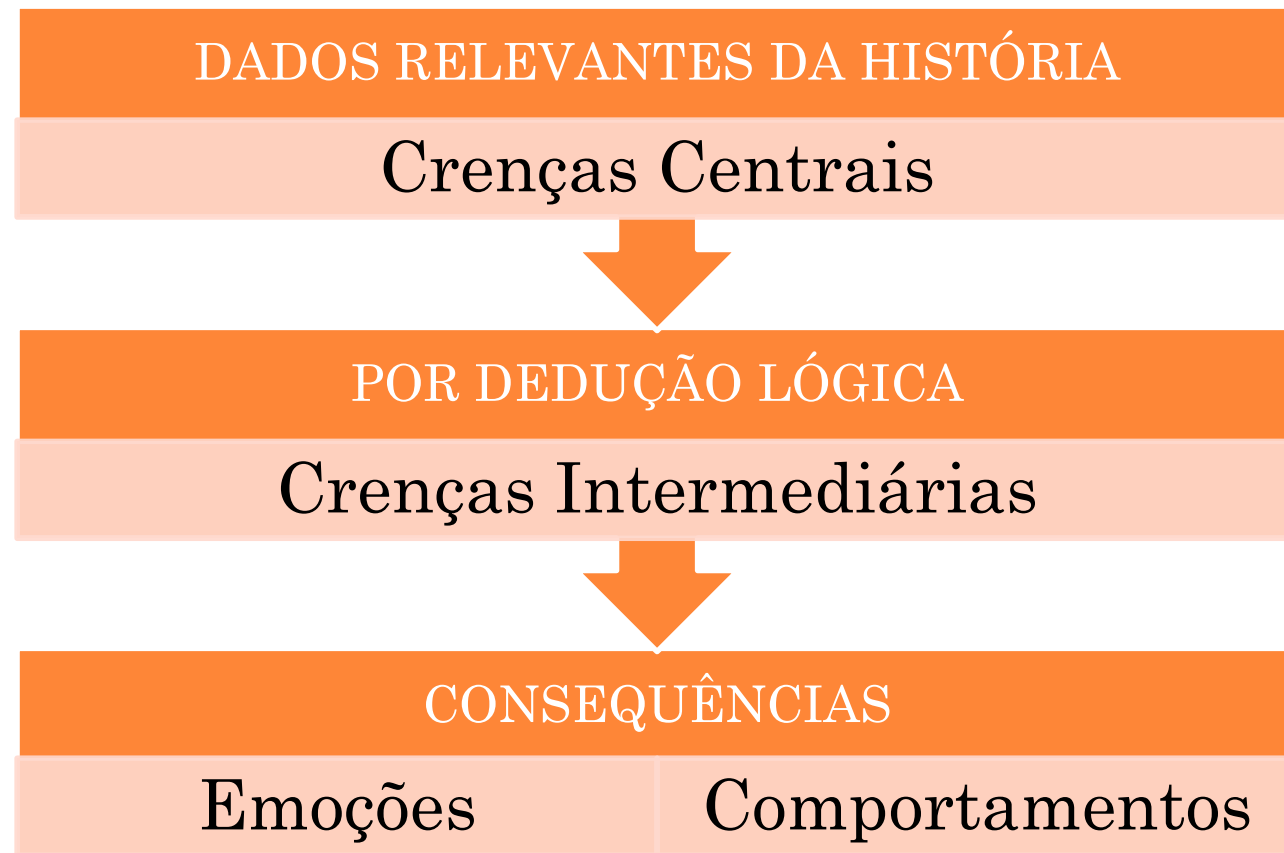 DADOS RELEVANTES DA HISTÓRIA
Crenças Centrais
POR DEDUÇÃO LÓGICA
Crenças Intermediárias
CONSEQUÊNCIAS
Emoções Comportamentos